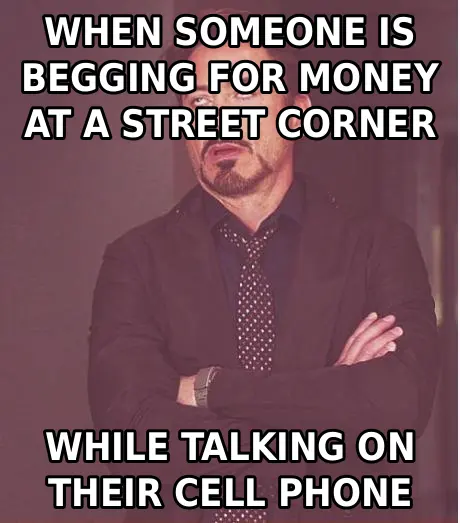 WHEN SOMEONE IS
BEGGING FOR MONEY
AT A STREET CORNER
WHILE TALKING ON
THEIR CELL PHONE